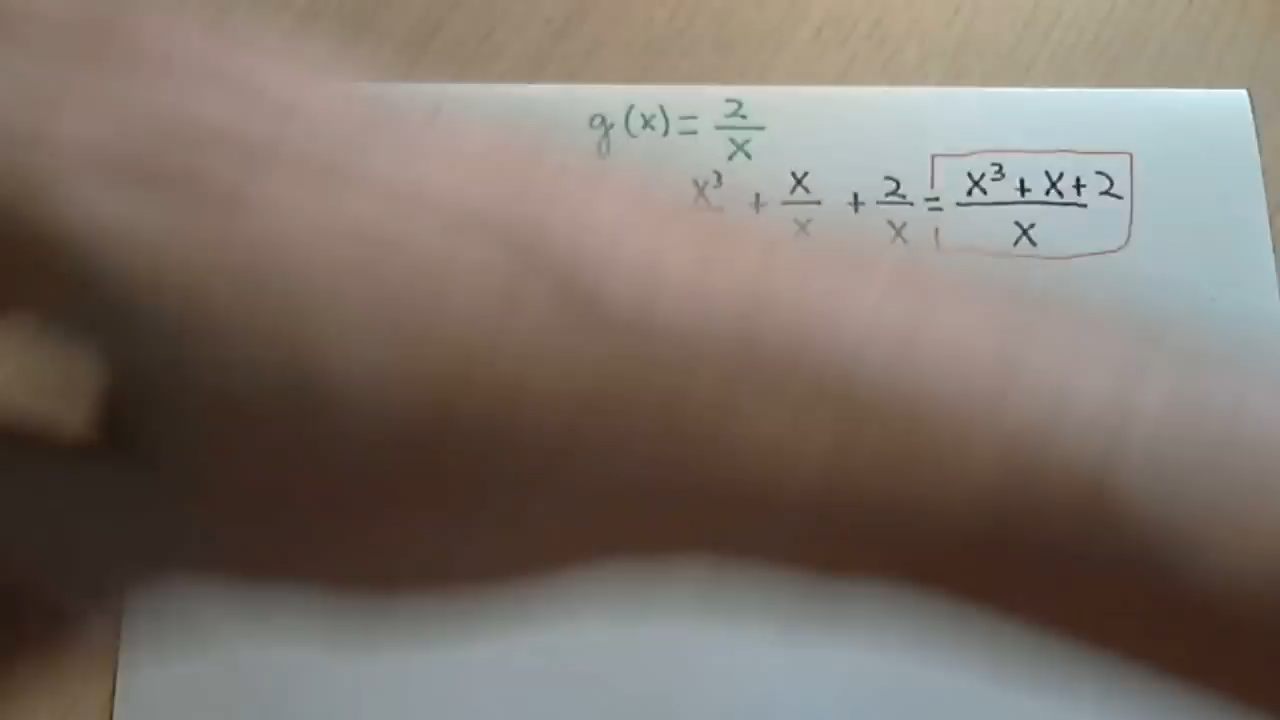 g(x) = 2/x
x³ + x/x + 2/x = (x³ + x + 2)/x